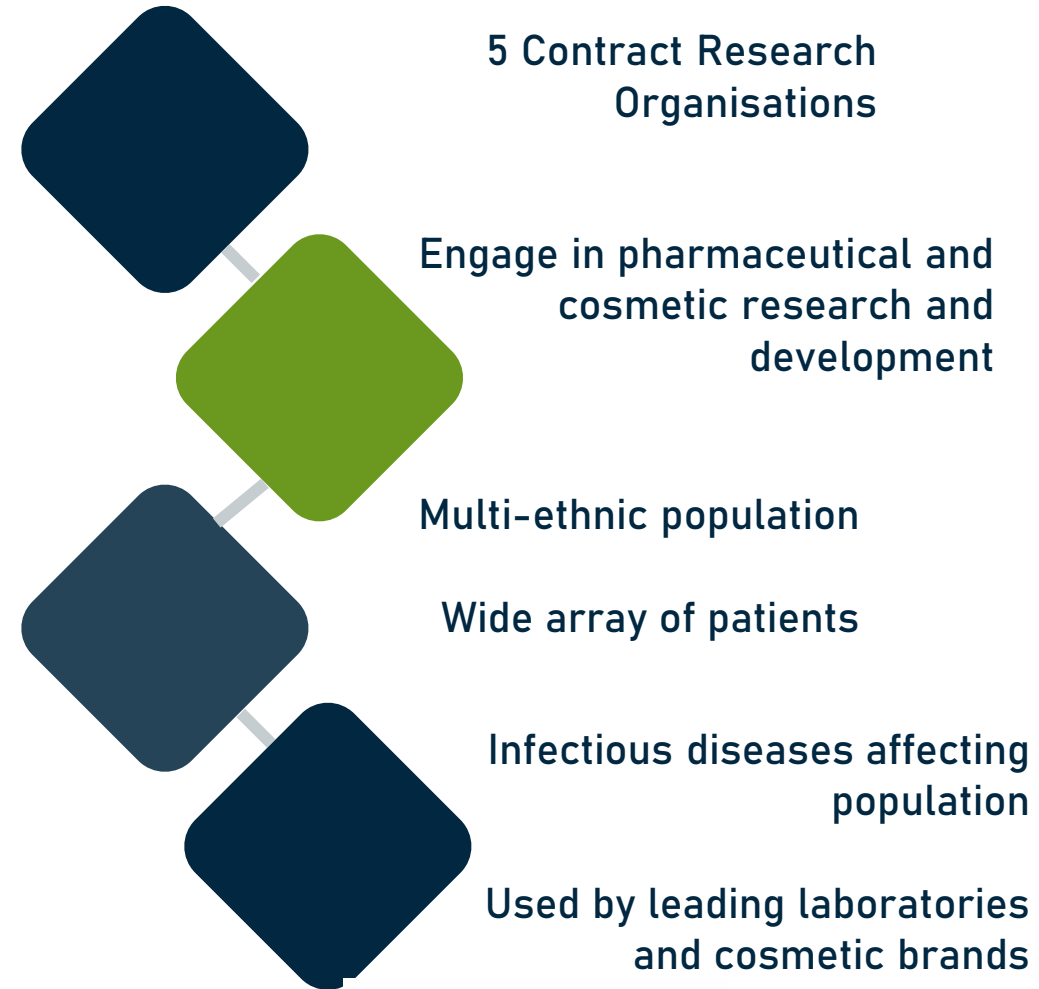 5 Contract Research
Organisations
Engage in pharmaceutical and
cosmetic research and
development
Multi-ethnic population
Wide array of patients
Infectious diseases affecting
population
Used by leading laboratories
and cosmetic brands